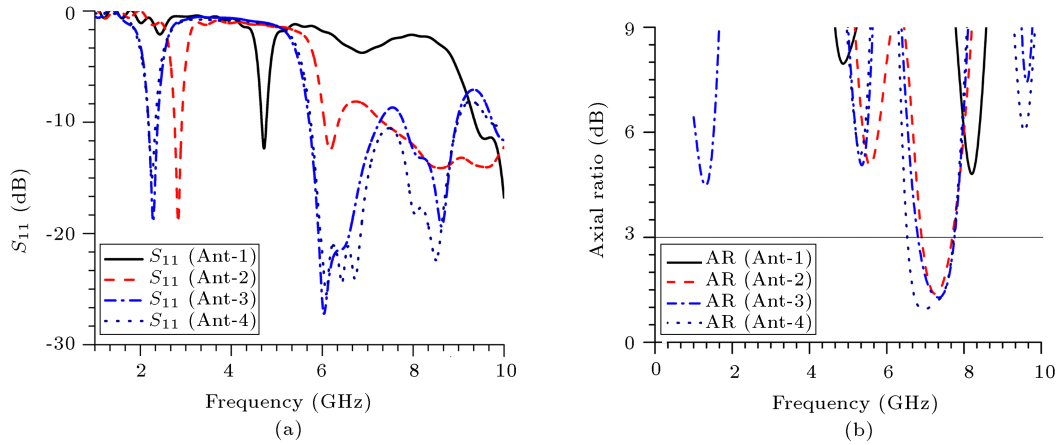 0
-10
-20
-30
S11 (dB)
S11 (Ant-1)
S11 (Ant-2)
S11 (Ant-3)
S11 (Ant-4)
2 4 6 8 10
Frequency (GHz)
(a)
9
6
3
0
Axial ratio (dB)
AR (Ant-1)
AR (Ant-2)
AR (Ant-3)
AR (Ant-4)
0 2 4 6 8 10
Frequency (GHz)
(b)